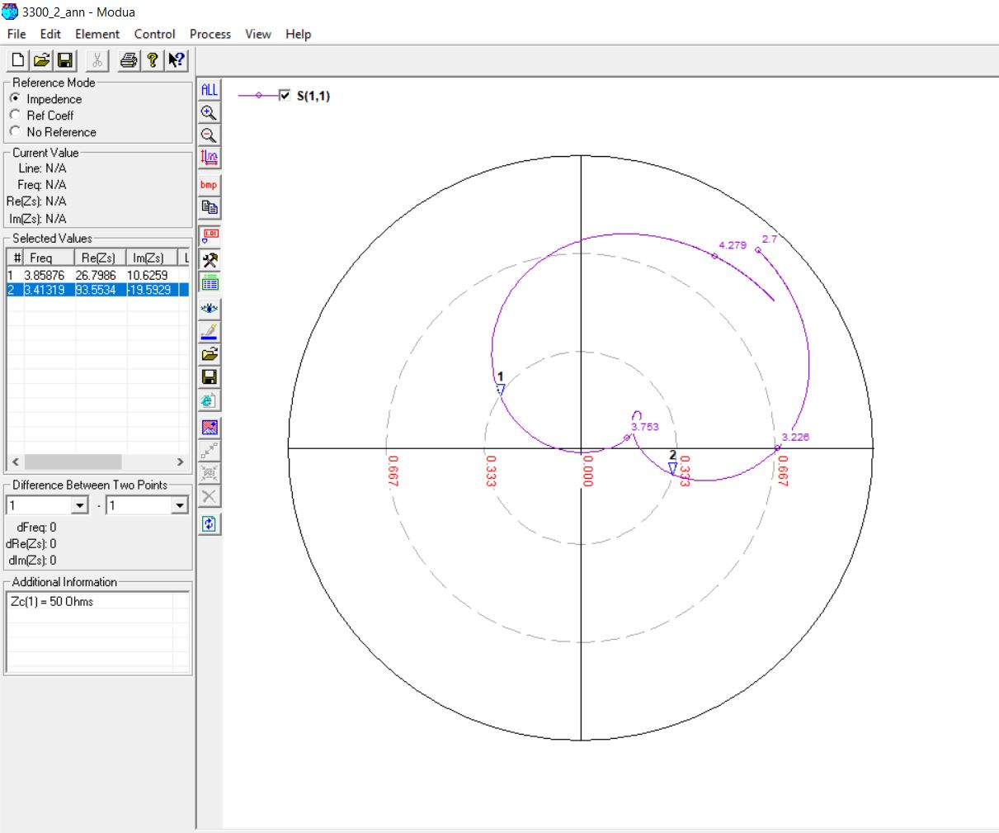 3300_2_ann - Modua
File Edit Element Control Process View Help
Reference Mode
Impedence
Ref Coeff
No Reference
Current Value
Line: N/A
Freq: N/A
Re(Zs): N/A
Im(Zs): N/A
Selected Values
# Freq Re(Zs) Im(Zs) L
1 3.85876 26.7986 10.6259
2 3.41319 93.5534 -19.5929
Difference Between Two Points
1 - 1
dFreq: 0
dRe(Zs): 0
dIm(Zs): 0
Additional Information
Zc(1) = 50 Ohms
ALL
bmp
1.01
S(1,1)
4.279 2.7
1
3.753
3.226
2
0.667 0.333 0.000 0.333 0.667